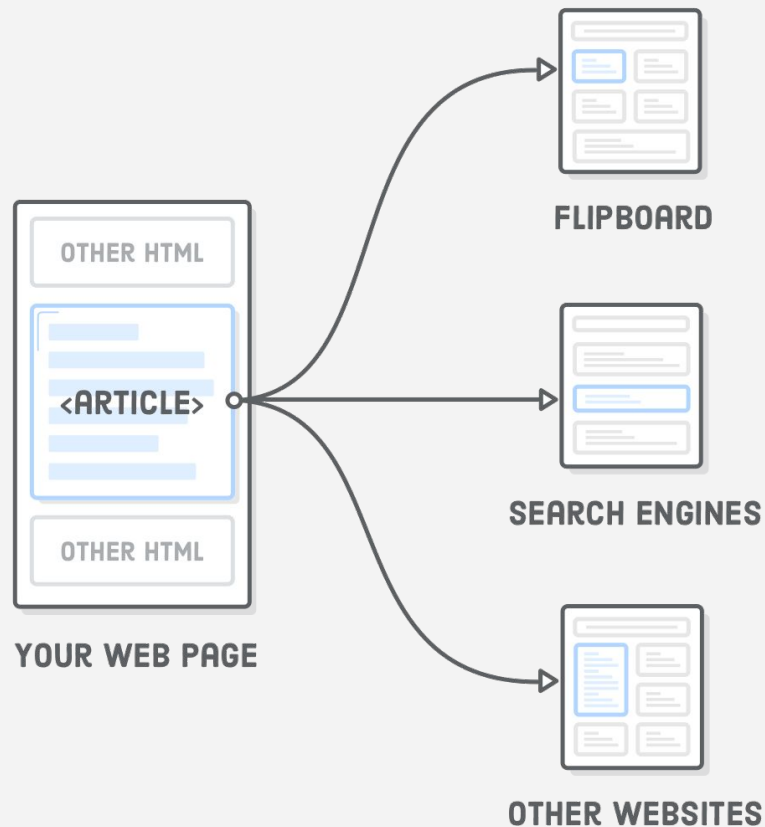 OTHER HTML
<ARTICLE>
OTHER HTML
YOUR WEB PAGE
FLIPBOARD
SEARCH ENGINES
OTHER WEBSITES